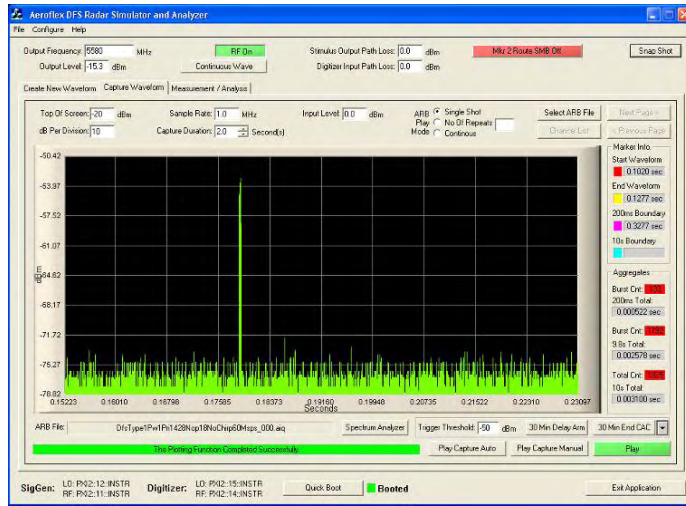 Aeroflex DFS Radar Simulator and Analyzer
File Configure Help
Output Frequency: 5580 MHz RF On Stimulus Output Path Loss: 0.0 dBm Mkr 2 Route SMB Off Snap Shot
Output Level: -15.3 dBm Continuous Wave Digitizer Input Path Loss: 0.0 dBm
Create New Waveform Capture Waveform Measurement / Analysis
Top Of Screen: -20 dBm Sample Rate: 1.0 MHz Input Level: 0.0 dBm ARB Play Mode Single Shot Select ARB File Next Page >
No Of Repeats
dB Per Division: 10 Capture Duration: 2.0 Second(s) Continous Channel List < Previous Page
Marker Info.
Start Waveform
0.1020 sec
End Waveform
0.1277 sec
200ms Boundary
0.3277 sec
10s Boundary
Aggregates
Burst Cnt:
200ms Total:
0.000522 sec
Burst Cnt:
9.8s Total:
0.002578 sec
Total Cnt:
10s Total:
0.003100 sec
-50.42
-53.97
-57.52
-61.07
-64.62
-68.17
-71.72
-75.27
-78.82
dBm
0.15223 0.16010 0.16798 0.17585 0.18373 0.19160 0.19948 0.20735 0.21522 0.22310 0.23097
Seconds
ARB File: DfsType1Pw1Pri1428Nop18NoChirp60Msps_000.aiq Spectrum Analyzer Trigger Threshold: -50 dBm 30 Min Delay Arm 30 Min End CAC
The Plotting Function Completed Successfully Play Capture Auto Play Capture Manual Play
SigGen: LO: PXI2::12::INSTR Digitizer: LO: PXI2::15::INSTR Quick Boot Booted Exit Application
RF: PXI2::11::INSTR RF: PXI2::14::INSTR